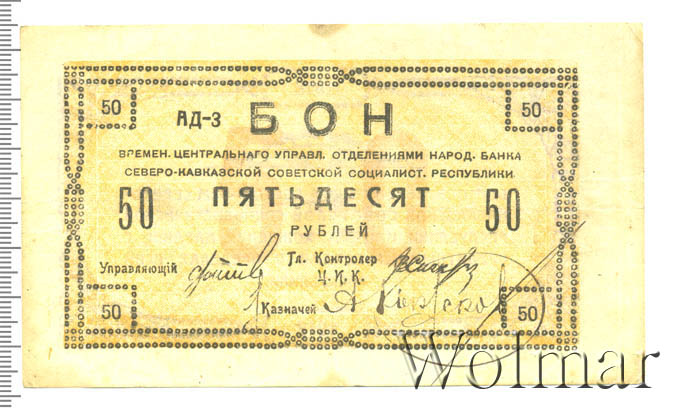 50 50
АД-3 БОН
ВРЕМЕН. ЦЕНТРАЛЬНАГО УПРАВЛ. ОТДЕЛЕНИЯМИ НАРОД. БАНКА
СЕВЕРО-КАВКАЗСКОЙ СОВЕТСКОЙ СОЦИАЛИСТ. РЕСПУБЛИКИ
50 ПЯТЬДЕСЯТ 50
РУБЛЕЙ
Управляющій Гл. Контролер
Ц. И. К.
Казначей
50 50
Wolmar